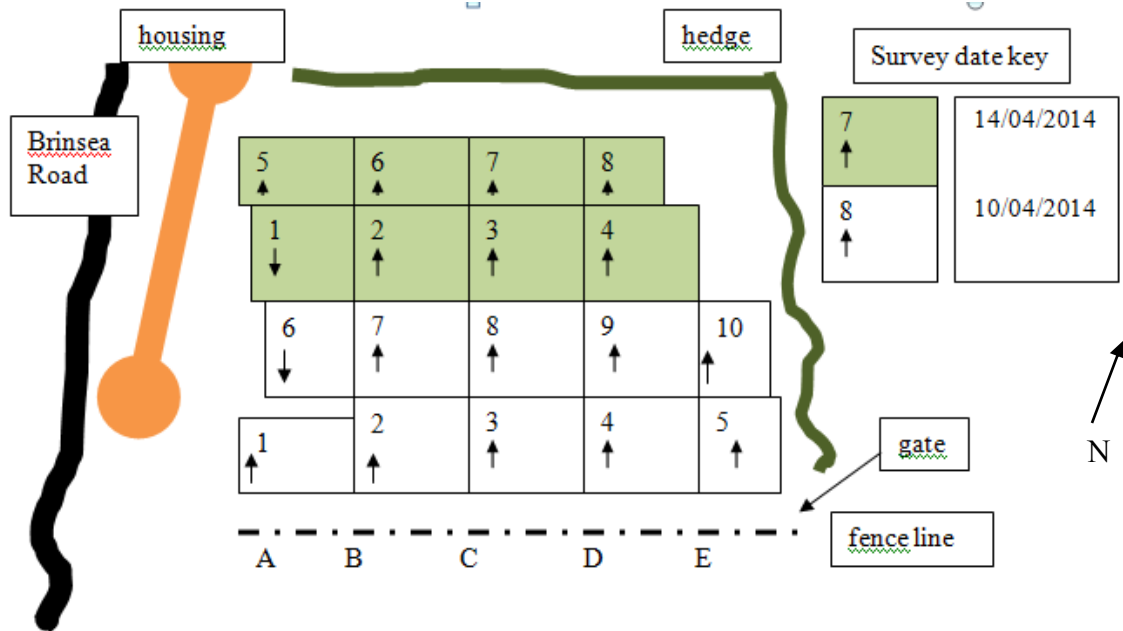 housing
hedge
Survey date key
Brinsea
Road
7
14/04/2014
8
10/04/2014
5 6 7 8
1 2 3 4
6 7 8 9 10
1 2 3 4 5
N
gate
fence line
A B C D E